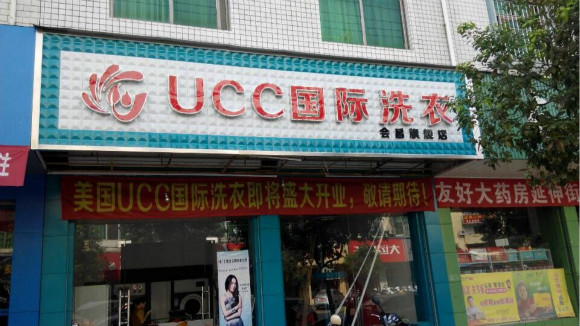 UCC国际洗衣
会昌旗舰店
美国UCC国际洗衣即将盛大开业，敬请期待！
友好大药房延伸街
胜